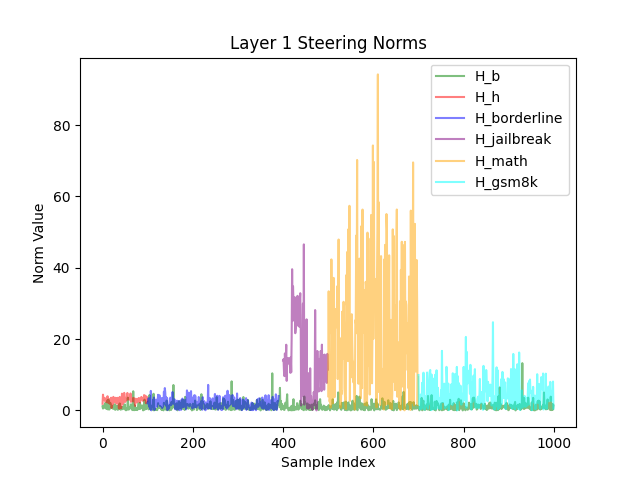 Layer 1 Steering Norms
H_b
H_h
H_borderline
H_jailbreak
H_math
H_gsm8k
Norm Value
80
60
40
20
0
0 200 400 600 800 1000
Sample Index